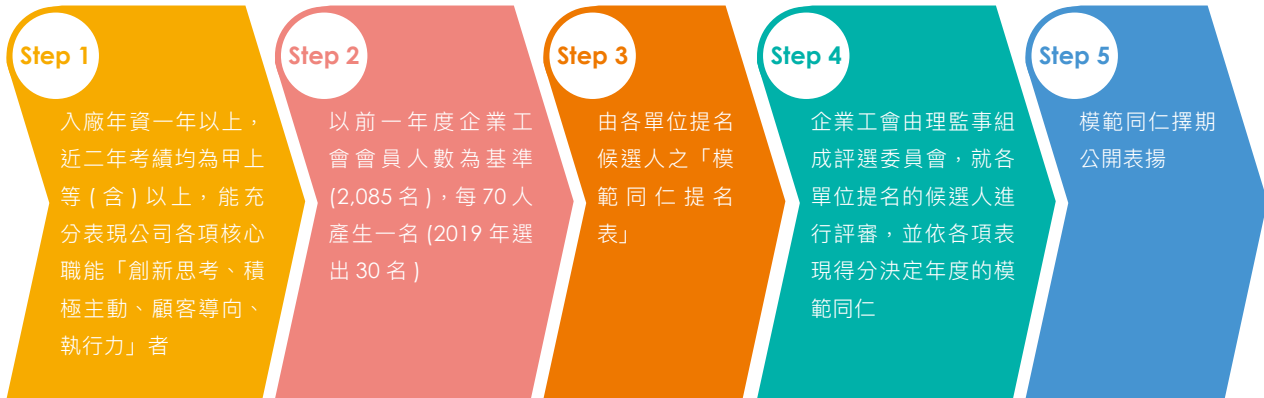 Step 1
入廠年資一年以上，
近二年考績均為甲上
等 ( 含 ) 以上，能充
分表現公司各項核心
職能「創新思考、積
極主動、顧客導向、
執行力」者
Step 2
以前一年度企業工
會會員人數為基準
(2,085 名 )，每 70 人
產生一名 (2019 年選
出 30 名 )
Step 3
由各單位提名
候選人之「模
範同仁提名
表」
Step 4
企業工會由理監事組
成評選委員會，就各
單位提名的候選人進
行評審，並依各項表
現得分決定年度的模
範同仁
Step 5
模範同仁擇期
公開表揚